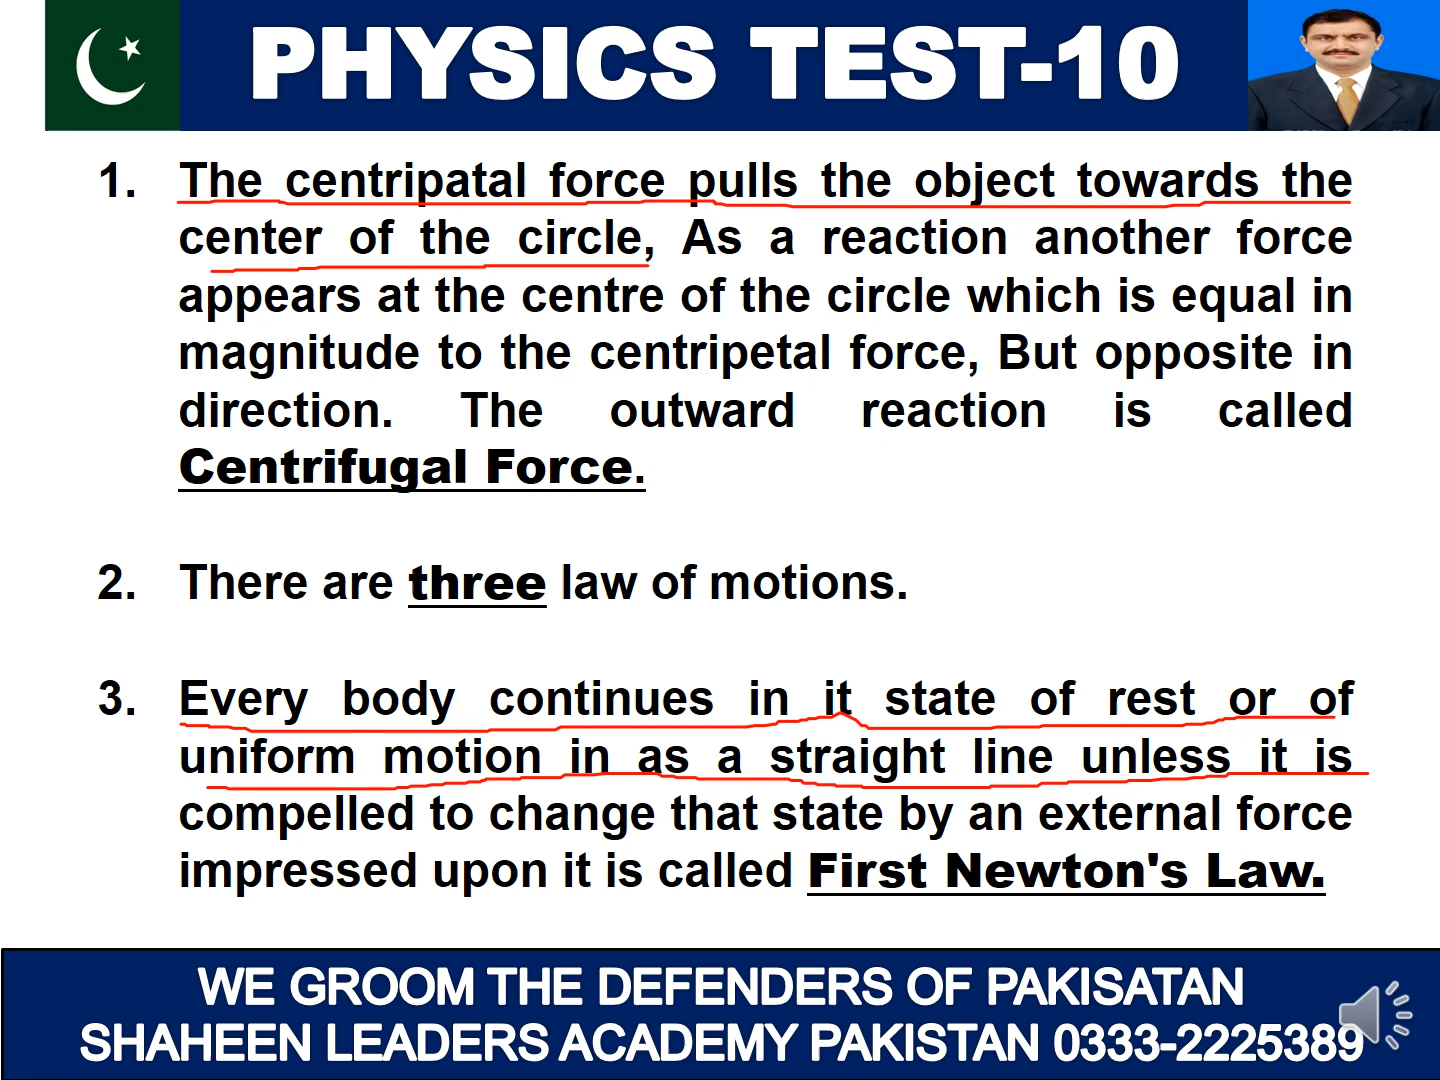 PHYSICS TEST-10
1. The centripatal force pulls the object towards the
center of the circle, As a reaction another force
appears at the centre of the circle which is equal in
magnitude to the centripetal force, But opposite in
direction. The outward reaction is called
Centrifugal Force.
2. There are three law of motions.
3. Every body continues in it state of rest or of
uniform motion in as a straight line unless it is
compelled to change that state by an external force
impressed upon it is called First Newton's Law.
WE GROOM THE DEFENDERS OF PAKISATAN
SHAHEEN LEADERS ACADEMY PAKISTAN 0333-2225389